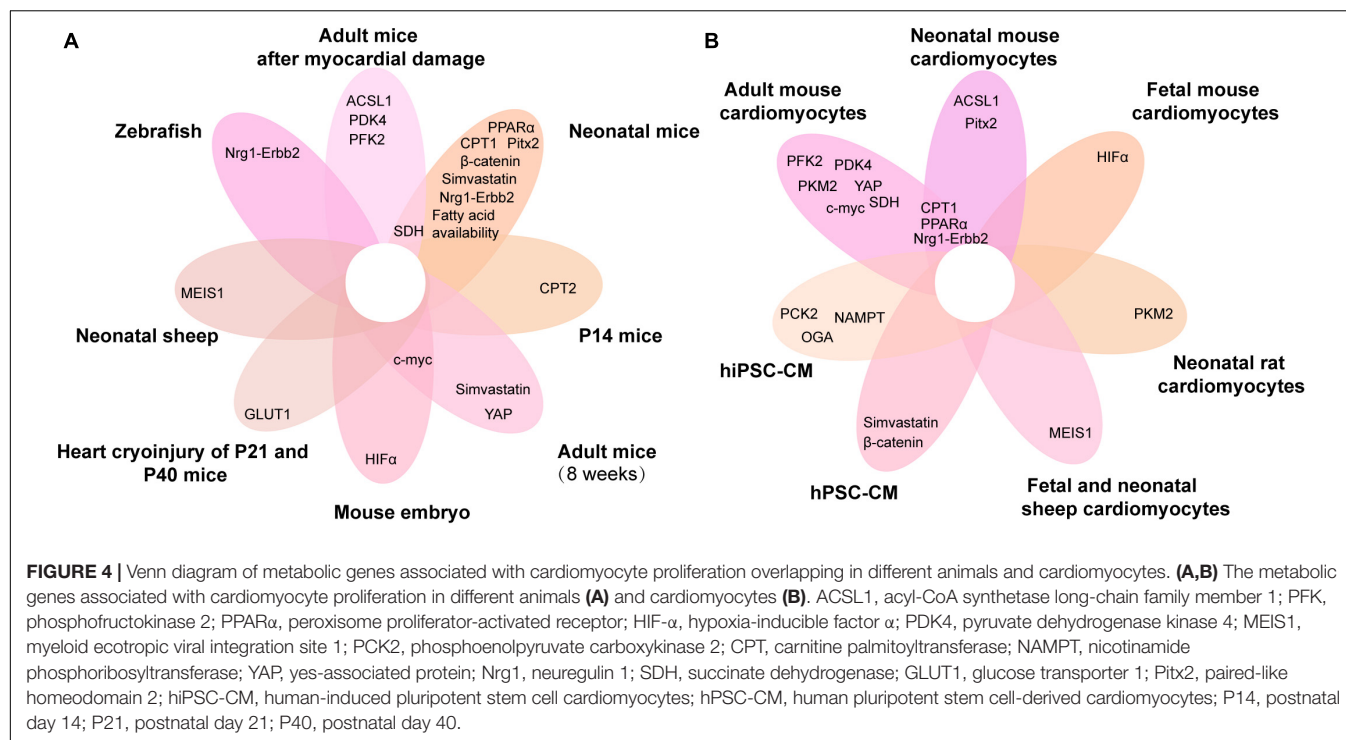 A
Adult mice
after myocardial damage
ACSL1
PDK4
PFK2
Zebrafish
Nrg1-Erbb2
Neonatal mice
PPARα
CPT1 Pitx2
β-catenin
Simvastatin
Nrg1-Erbb2
Fatty acid
availability
SDH
MEIS1
Neonatal sheep
CPT2
P14 mice
c-myc
Simvastatin
YAP
Adult mice
(8 weeks)
GLUT1
Heart cryoinjury of P21 and
P40 mice
HIFα
Mouse embryo
B
Neonatal mouse
cardiomyocytes
ACSL1
Pitx2
Adult mouse
cardiomyocytes
PFK2 PDK4
PKM2 YAP
c-myc SDH
CPT1
PPARα
Nrg1-Erbb2
Fetal mouse
cardiomyocytes
HIFα
PCK2 NAMPT
OGA
hiPSC-CM
PKM2
Neonatal rat
cardiomyocytes
Simvastatin
β-catenin
hPSC-CM
MEIS1
Fetal and neonatal
sheep cardiomyocytes
FIGURE 4 | Venn diagram of metabolic genes associated with cardiomyocyte proliferation overlapping in different animals and cardiomyocytes. (A,B) The metabolic
genes associated with cardiomyocyte proliferation in different animals (A) and cardiomyocytes (B). ACSL1, acyl-CoA synthetase long-chain family member 1; PFK,
phosphofructokinase 2; PPARα, peroxisome proliferator-activated receptor; HIF-α, hypoxia-inducible factor α; PDK4, pyruvate dehydrogenase kinase 4; MEIS1,
myeloid ecotropic viral integration site 1; PCK2, phosphoenolpyruvate carboxykinase 2; CPT, carnitine palmitoyltransferase; NAMPT, nicotinamide
phosphoribosyltransferase; YAP, yes-associated protein; Nrg1, neuregulin 1; SDH, succinate dehydrogenase; GLUT1, glucose transporter 1; Pitx2, paired-like
homeodomain 2; hiPSC-CM, human-induced pluripotent stem cell cardiomyocytes; hPSC-CM, human pluripotent stem cell-derived cardiomyocytes; P14, postnatal
day 14; P21, postnatal day 21; P40, postnatal day 40.